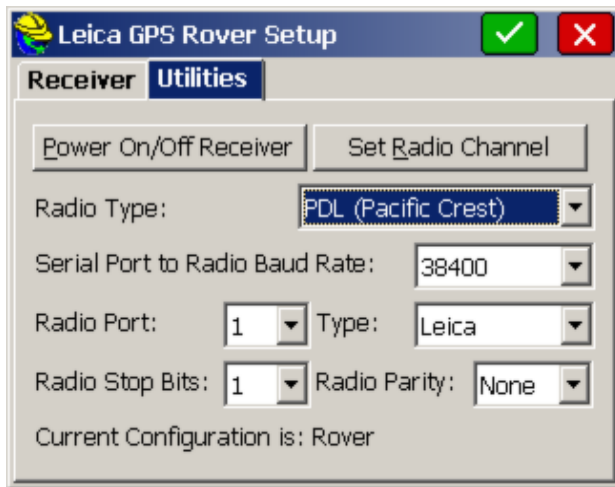 Leica GPS Rover Setup
Receiver Utilities
Power On/Off Receiver Set Radio Channel
Radio Type: PDL (Pacific Crest)
Serial Port to Radio Baud Rate: 38400
Radio Port: 1 Type: Leica
Radio Stop Bits: 1 Radio Parity: None
Current Configuration is: Rover